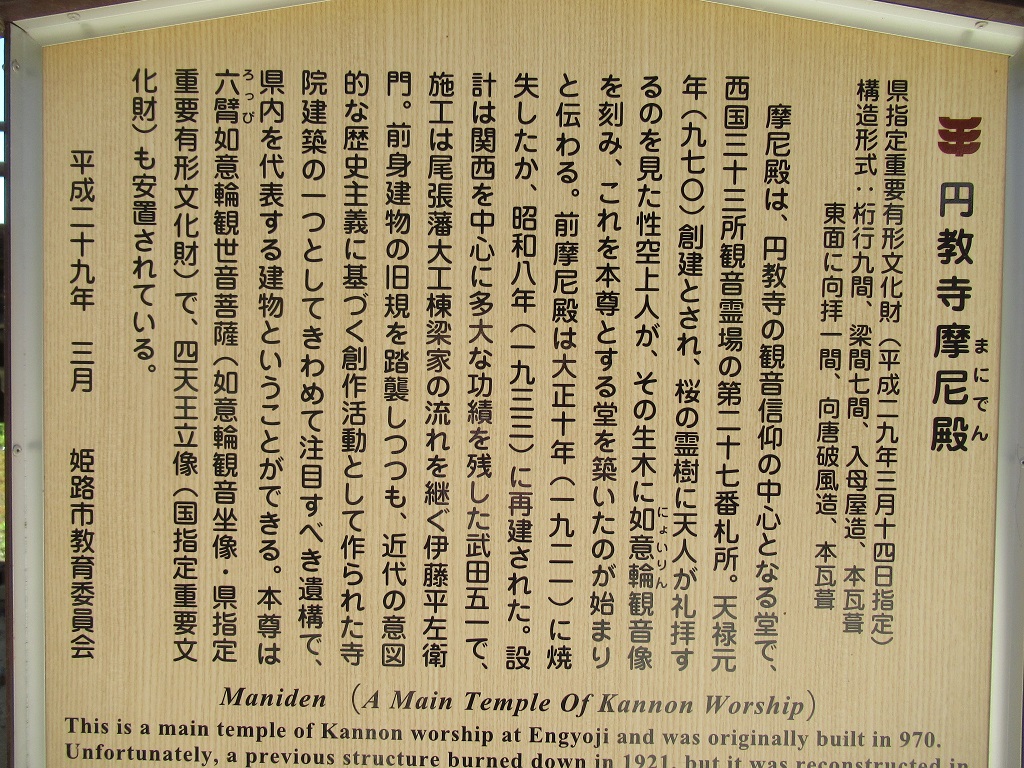 円教寺摩尼殿
まにでん
県指定重要有形文化財（平成二九年三月十四日指定）
構造形式：桁行九間、梁間七間、入母屋造、本瓦葺
東面に向拝一間、向唐破風造、本瓦葺
摩尼殿は、円教寺の観音信仰の中心となる堂で、
西国三十三所観音霊場の第二十七番札所。天禄元
年（九七〇）創建とされ、桜の霊樹に天人が礼拝す
るのを見た性空上人が、その生木に如意輪観音像
にょいりん
を刻み、これを本尊とする堂を築いたのが始まり
と伝わる。前摩尼殿は大正十年（一九二一）に焼
失したか、昭和八年（一九三三）に再建された。設
計は関西を中心に多大な功績を残した武田五一で、
施工は尾張藩大工棟梁家の流れを継ぐ伊藤平左衛
門。前身建物の旧規を踏襲しつつも、近代の意図
的な歴史主義に基づく創作活動として作られた寺
院建築の一つとしてきわめて注目すべき遺構で、
県内を代表する建物ということができる。本尊は
六臂如意輪観世音菩薩（如意輪観音坐像・県指定
ろっぴ
重要有形文化財）で、四天王立像（国指定重要文
化財）も安置されている。
平成二十九年　三月　　姫路市教育委員会
Maniden (A Main Temple Of Kannon Worship)
This is a main temple of Kannon worship at Engyoji and was originally built in 970.
Unfortunately, a previous structure burned down in 1921, but it was reconstructed in